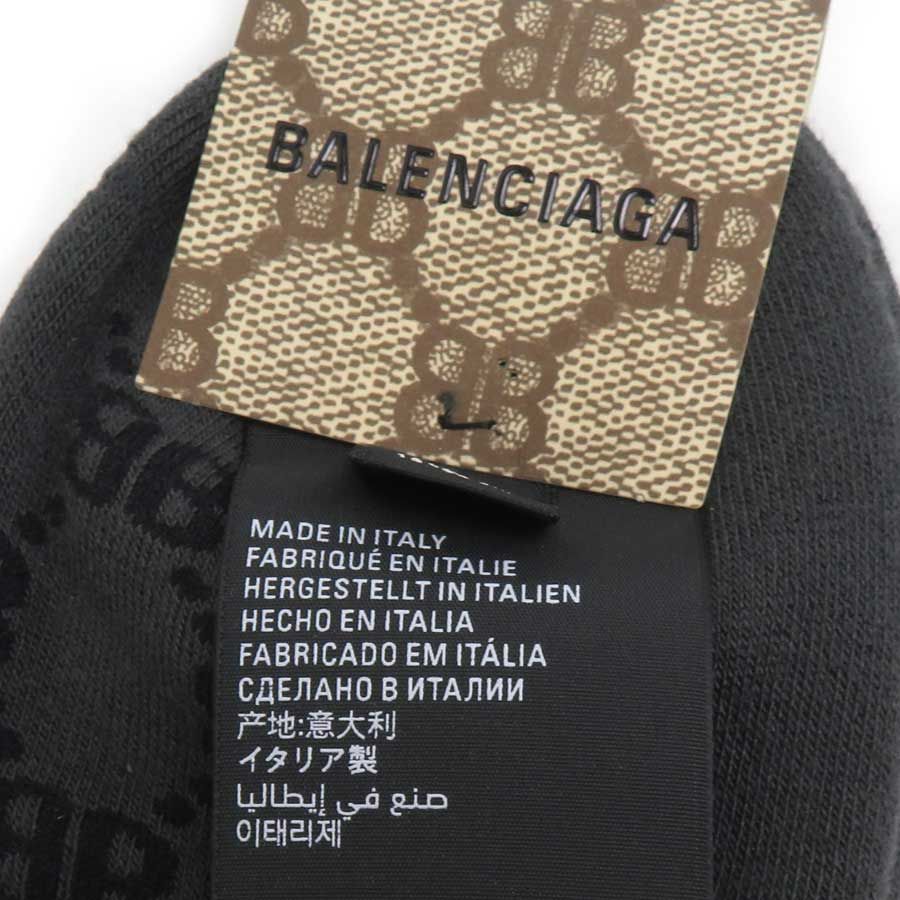 BALENCIAGA
MADE IN ITALY
FABRIQUÉ EN ITALIE
HERGESTELLT IN ITALIEN
HECHO EN ITALIA
FABRICADO EM ITÁLIA
СДЕЛАНО В ИТАЛИИ
产地:意大利
イタリア製
صنع في إيطاليا
이태리제